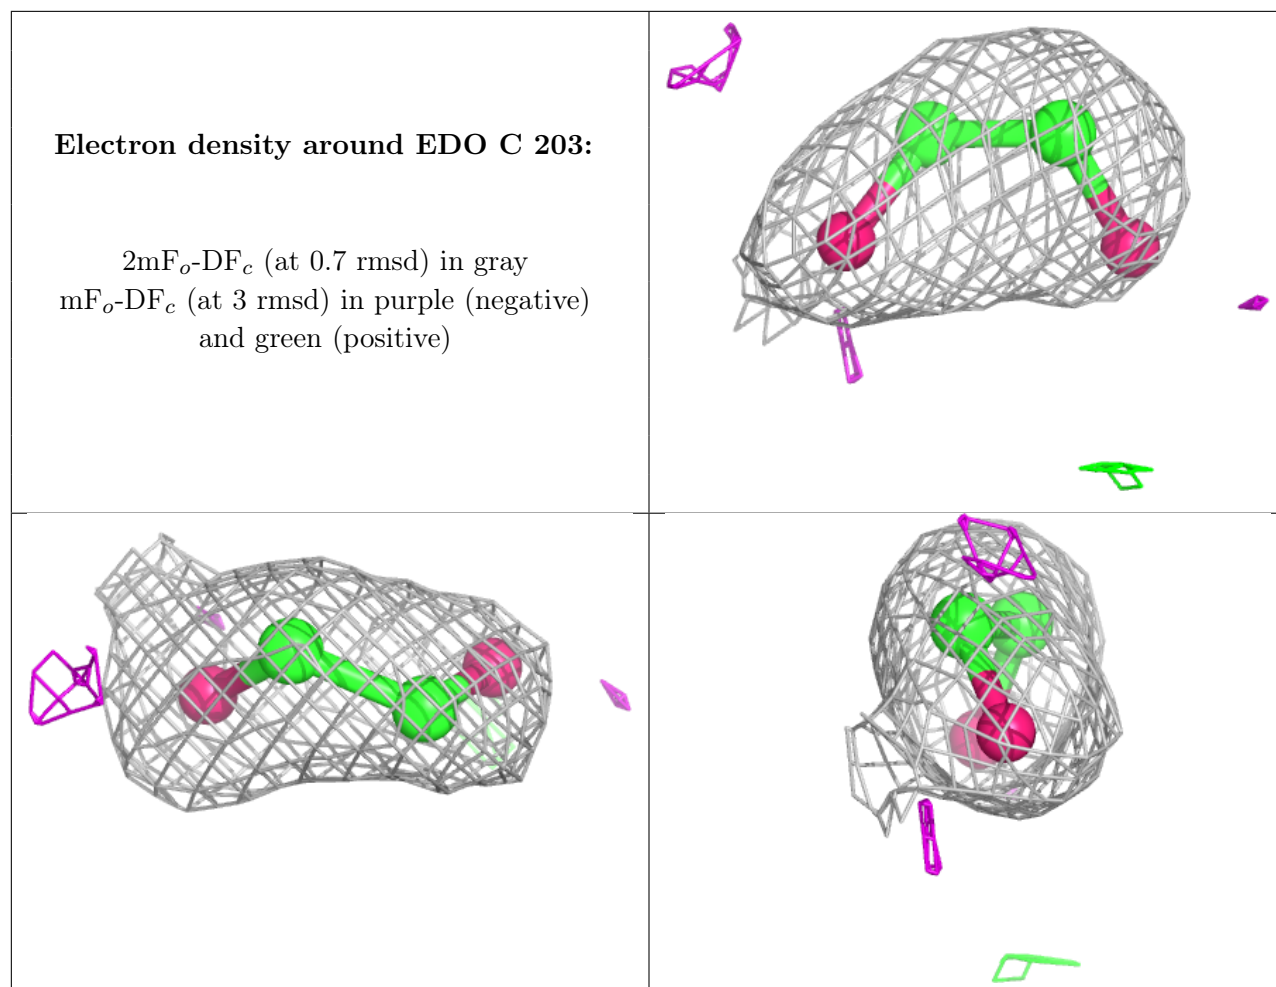 Electron density around EDO C 203:
2mFo-DFc (at 0.7 rmsd) in gray
mFo-DFc (at 3 rmsd) in purple (negative)
and green (positive)